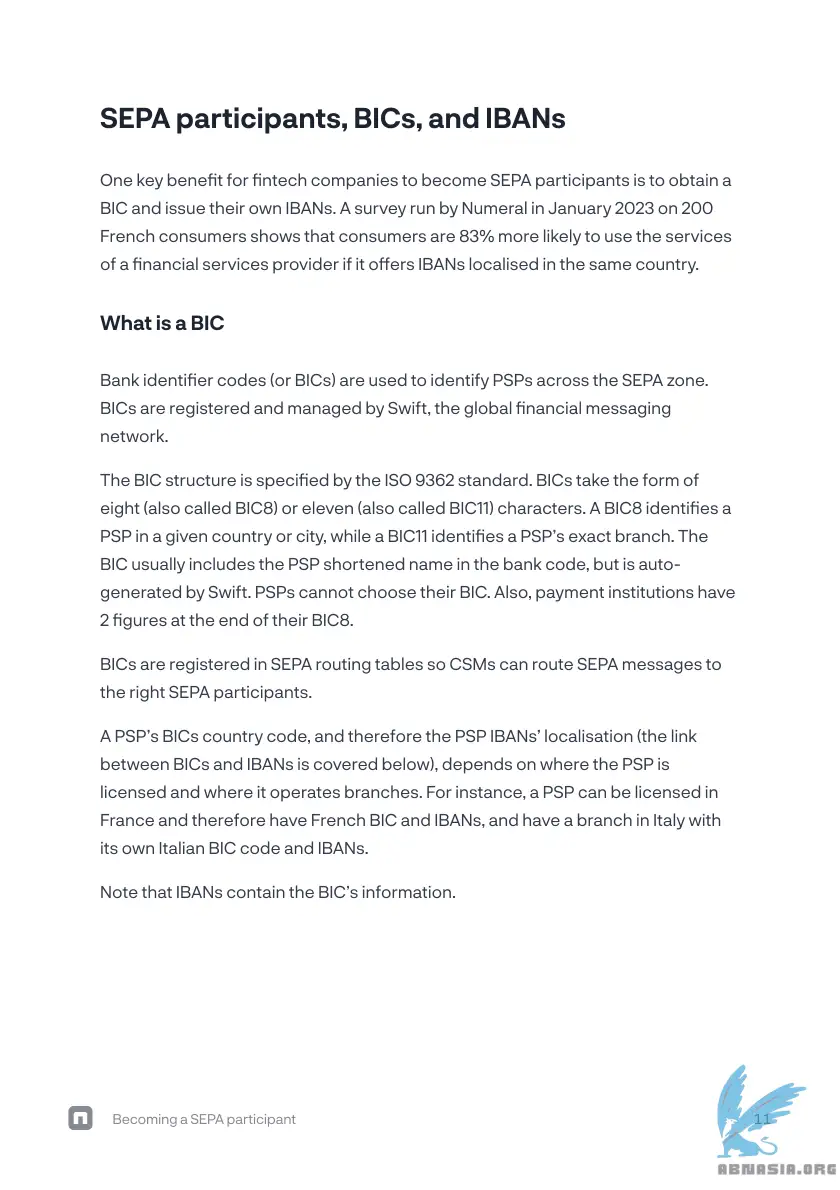 SEPA participants, BICs, and IBANs
One key benefit for fintech companies to become SEPA participants is to obtain a
BIC and issue their own IBANs. A survey run by Numeral in January 2023 on 200
French consumers shows that consumers are 83% more likely to use the services
of a financial services provider if it offers IBANs localised in the same country.
What is a BIC
Bank identifier codes (or BICs) are used to identify PSPs across the SEPA zone.
BICs are registered and managed by Swift, the global financial messaging
network.
The BIC structure is specified by the ISO 9362 standard. BICs take the form of
eight (also called BIC8) or eleven (also called BIC11) characters. A BIC8 identifies a
PSP in a given country or city, while a BIC11 identifies a PSP’s exact branch. The
BIC usually includes the PSP shortened name in the bank code, but is auto-
generated by Swift. PSPs cannot choose their BIC. Also, payment institutions have
2 figures at the end of their BIC8.
BICs are registered in SEPA routing tables so CSMs can route SEPA messages to
the right SEPA participants.
A PSP’s BICs country code, and therefore the PSP IBANs’ localisation (the link
between BICs and IBANs is covered below), depends on where the PSP is
licensed and where it operates branches. For instance, a PSP can be licensed in
France and therefore have French BIC and IBANs, and have a branch in Italy with
its own Italian BIC code and IBANs.
Note that IBANs contain the BIC’s information.
Becoming a SEPA participant
11
ABNASIA.ORG